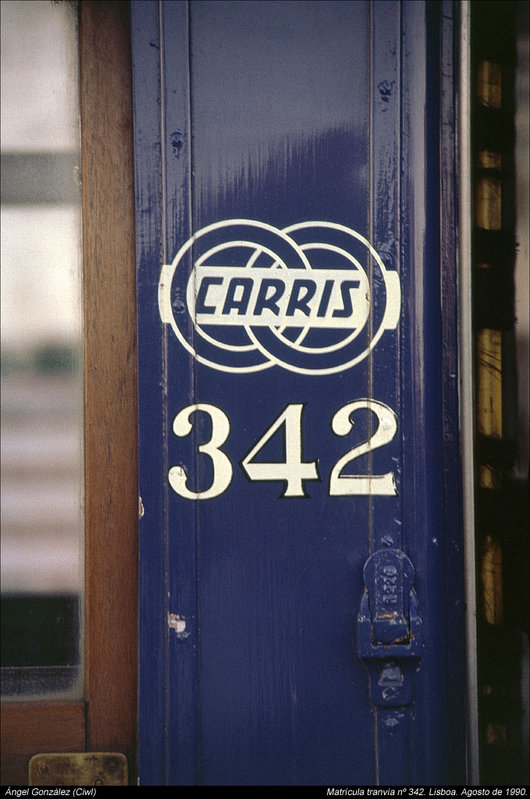 CARRIS
342
Ángel González (Ciwl)
Matrícula tranvía nº 342. Lisboa. Agosto de 1990.